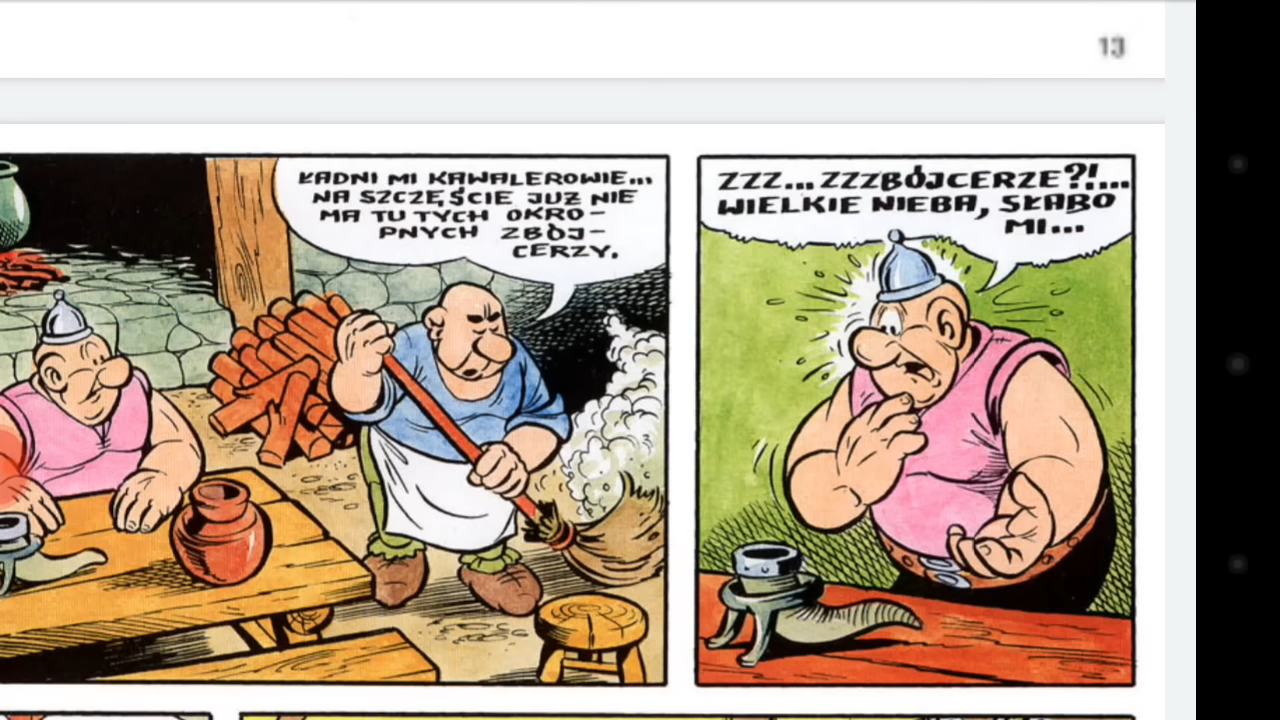 13
ŁADNI MI KAWALEROWIE...
NA SZCZĘŚCIE JUŻ NIE
MA TU TYCH OKRO-
PNYCH ZBÓJ-
CERZY.
ZZZ... ZZZBÓJCERZE?!...
WIELKIE NIEBA, SŁABO
MI...